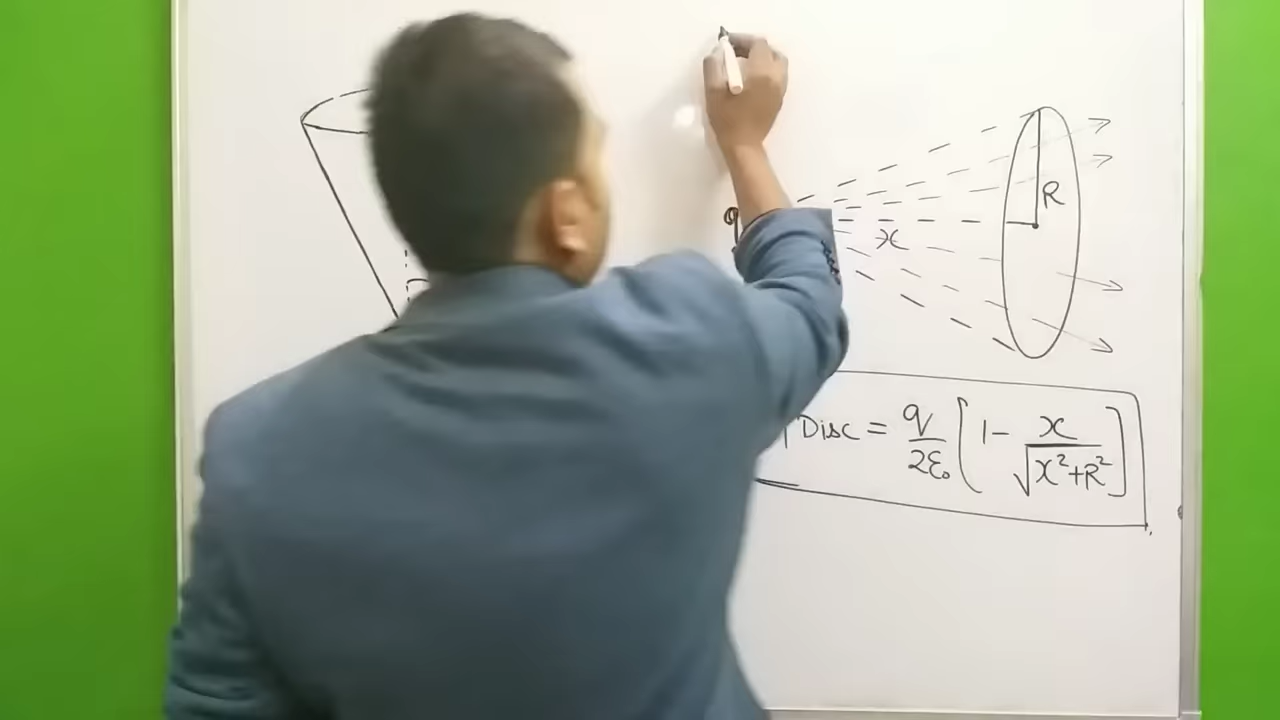 q
x
R
Disc = q/2ε₀ [1 - x/√(x²+R²)]